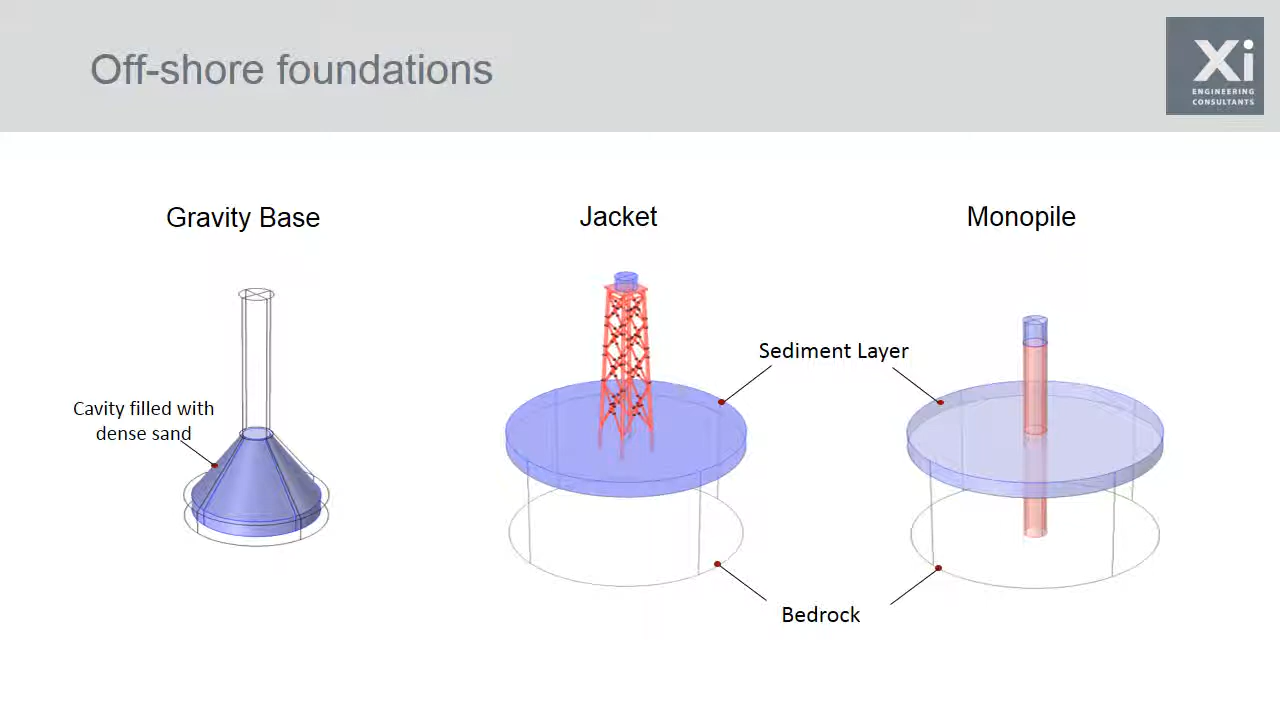 Off-shore foundations
Xi
ENGINEERING
CONSULTANTS
Gravity Base
Jacket
Monopile
Sediment Layer
Cavity filled with
dense sand
Bedrock